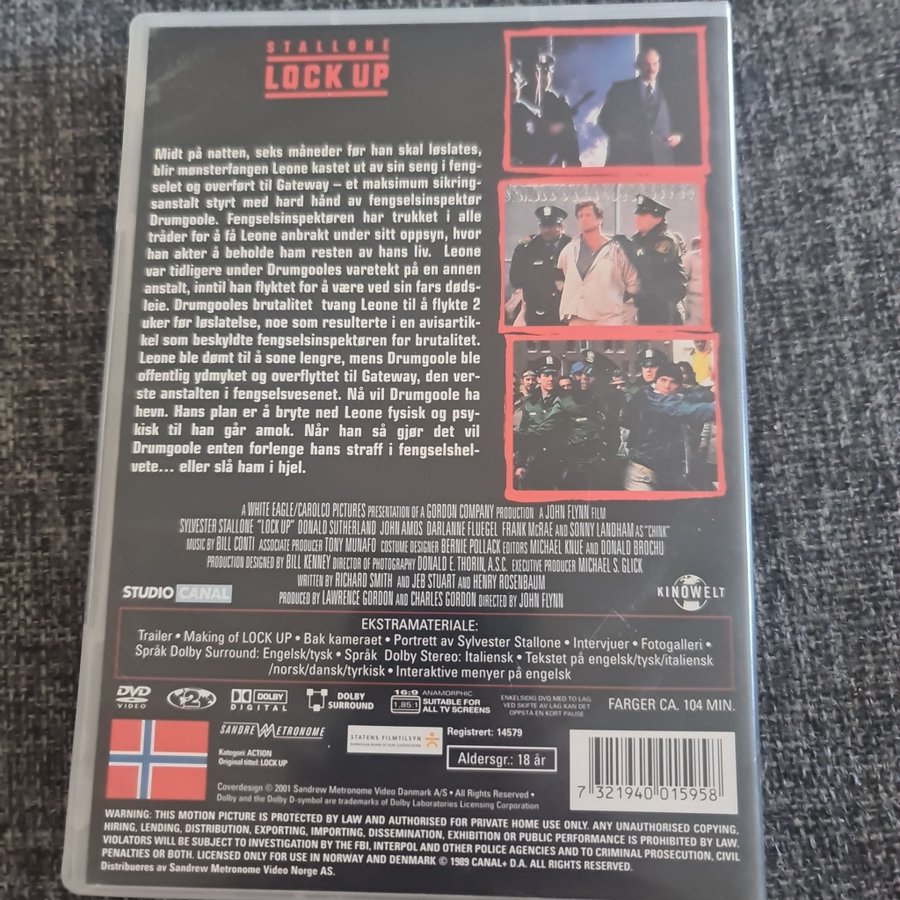 STALLONE
LOCK UP
Midt på natten, seks måneder før han skal løslates,
blir mønsterfangen Leone kastet ut av sin seng i feng-
selet og overført til Gateway – et maksimum sikring-
sanstalt styrt med hard hånd av fengselsinspektør
Drumgoole. Fengselsinspektøren har trukket i alle
tråder for å få Leone anbrakt under sitt oppsyn, hvor
han akter å beholde ham resten av hans liv. Leone
var tidligere under Drumgooles varetekt på en annen
anstalt, inntil han flyktet for å være ved sin fars døds-
leie. Drumgooles brutalitet tvang Leone til å flykte 2
uker før løslatelse, noe som resulterte i en avisartik-
kel som beskyldte fengselsinspektøren for brutalitet.
Leone ble dømt til å sone lengre, mens Drumgoole ble
offentlig ydmyket og overflyttet til Gateway, den ver-
ste anstalten i fengselsvesenet. Nå vil Drumgoole ha
hevn. Hans plan er å bryte ned Leone fysisk og psy-
kisk til han går amok. Når han så gjør det vil
Drumgoole enten forlenge hans straff i fengselshel-
vete... eller slå ham i hjel.
A WHITE EAGLE/CAROLCO PICTURES PRESENTATION OF A GORDON COMPANY PRODUCTION A JOHN FLYNN FILM
SYLVESTER STALLONE "LOCK UP" DONALD SUTHERLAND JOHN AMOS DARLANNE FLUEGEL FRANK McRAE AND SONNY LANDHAM AS "CHINK"
MUSIC BY BILL CONTI ASSOCIATE PRODUCER TONY MUNAFO COSTUME DESIGNER BERNIE POLLACK EDITORS MICHAEL KNUE AND DONALD BROCHU
PRODUCTION DESIGNED BY BILL KENNEY DIRECTOR OF PHOTOGRAPHY DONALD E. THORIN, A.S.C. EXECUTIVE PRODUCER MICHAEL S. GLICK
WRITTEN BY RICHARD SMITH AND JEB STUART AND HENRY ROSENBAUM
PRODUCED BY LAWRENCE GORDON AND CHARLES GORDON DIRECTED BY JOHN FLYNN
STUDIO CANAL
KINOWELT
EKSTRAMATERIALE:
Trailer • Making of LOCK UP • Bak kameraet • Portrett av Sylvester Stallone • Intervjuer • Fotogalleri •
Språk Dolby Surround: Engelsk/tysk • Språk Dolby Stereo: Italiensk • Tekstet på engelsk/tysk/italiensk
/norsk/dansk/tyrkisk • Interaktive menyer på engelsk
DVD VIDEO
2
DOLBY DIGITAL
DOLBY SURROUND
16:9 1.85:1 ANAMORPHIC SUITABLE FOR ALL TV SCREENS
ENKELSIDIG DVD MED TO LAG.
VED SKIFTE AV LAG KAN DET
OPPSTA EN KORT PAUSE
FARGER CA. 104 MIN.
SANDREW METRONOME
STATENS FILMTILSYN
Registrert: 14579
Kategori: ACTION
Original tittel: LOCK UP
Aldersgr.: 18 år
7 321940 015958
Coverdesign © 2001 Sandrew Metronome Video Danmark A/S • All Rights Reserved •
Dolby and the Dolby D-symbol are trademarks of Dolby Laboratories Licensing Corporation
WARNING: THIS MOTION PICTURE IS PROTECTED BY LAW AND AUTHORISED FOR PRIVATE HOME USE ONLY. ANY UNAUTHORISED COPYING,
HIRING, LENDING, DISTRIBUTION, EXPORTING, IMPORTING, DISSEMINATION, EXHIBITION OR PUBLIC PERFORMANCE IS PROHIBITED BY LAW.
VIOLATORS WILL BE SUBJECT TO INVESTIGATION BY THE FBI, INTERPOL AND OTHER POLICE AGENCIES AND TO CRIMINAL PROSECUTION, CIVIL
PENALTIES OR BOTH. LICENSED ONLY FOR USE IN NORWAY AND DENMARK © 1989 CANAL+ D.A. ALL RIGHTS RESERVED.
Distribueres av Sandrew Metronome Video Norge AS.